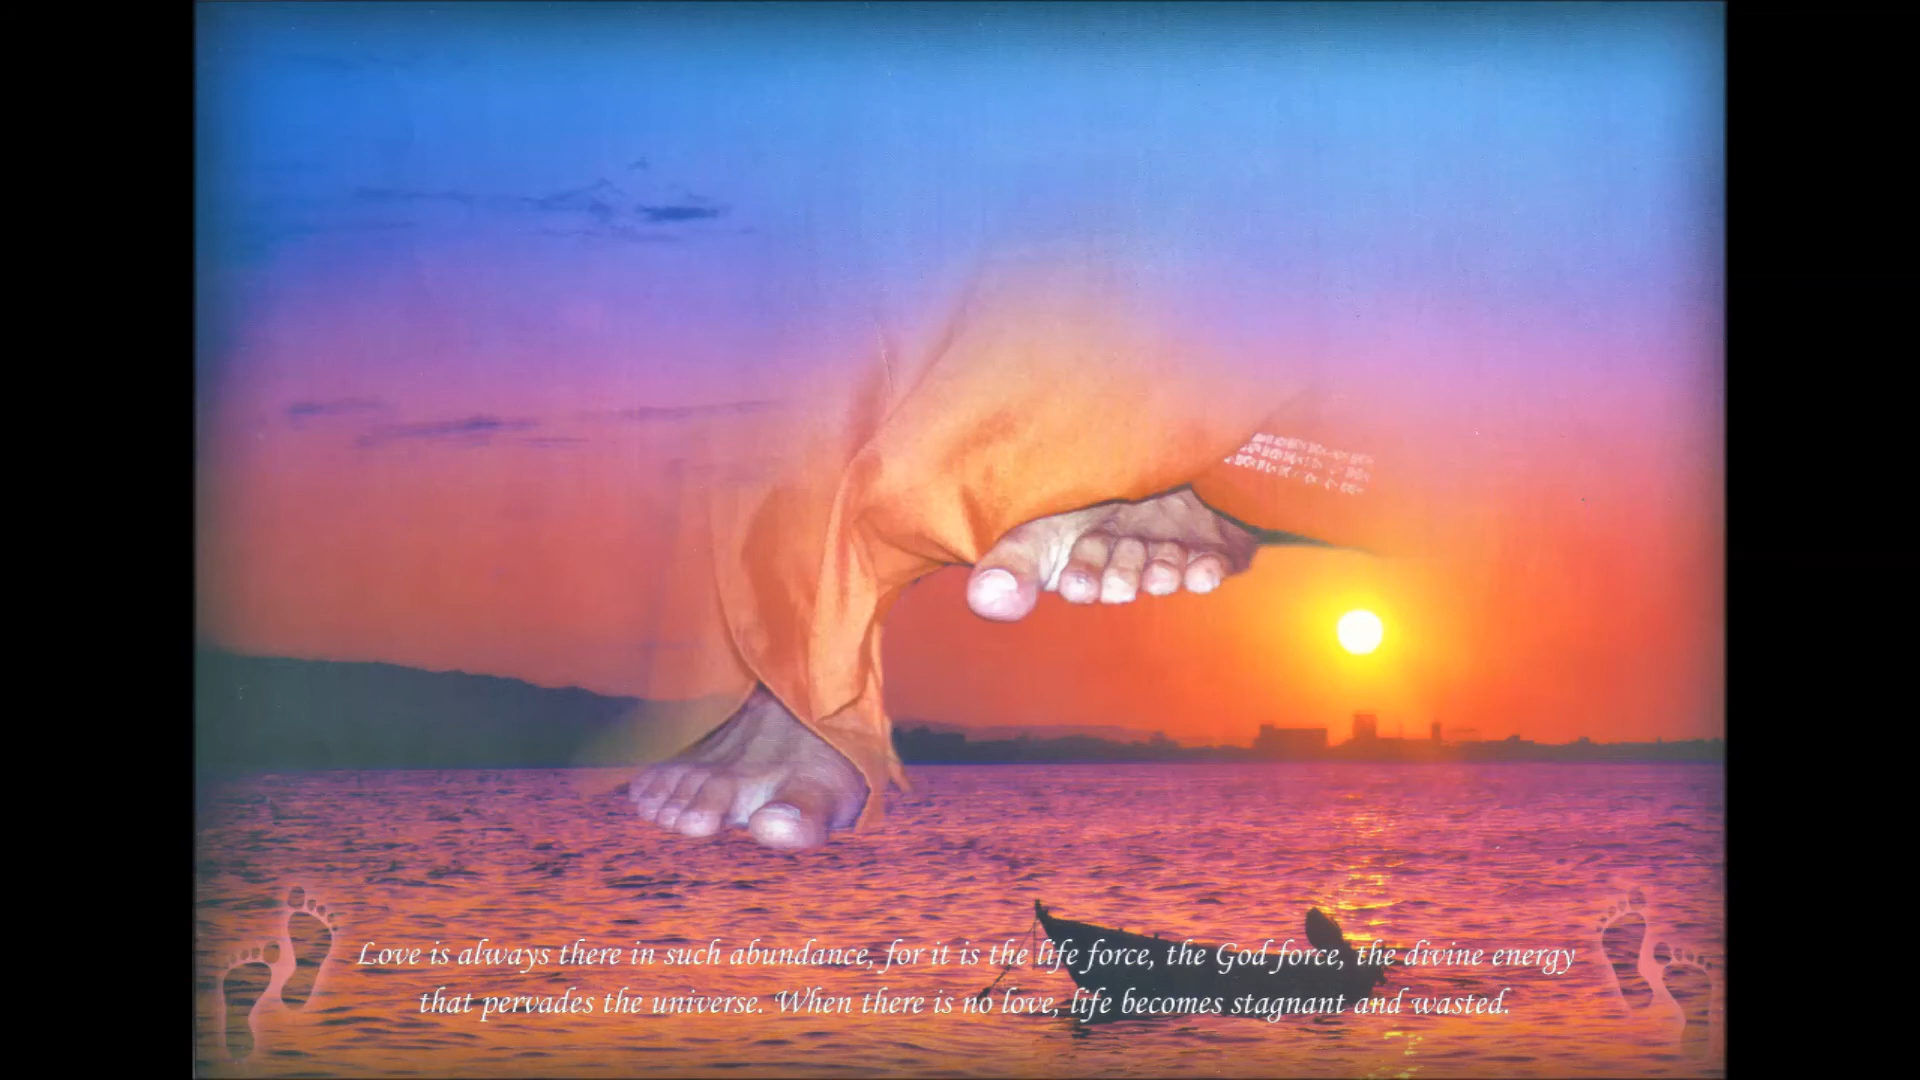 Love is always there in such abundance, for it is the life force, the God force, the divine energy
that pervades the universe. When there is no love, life becomes stagnant and wasted.